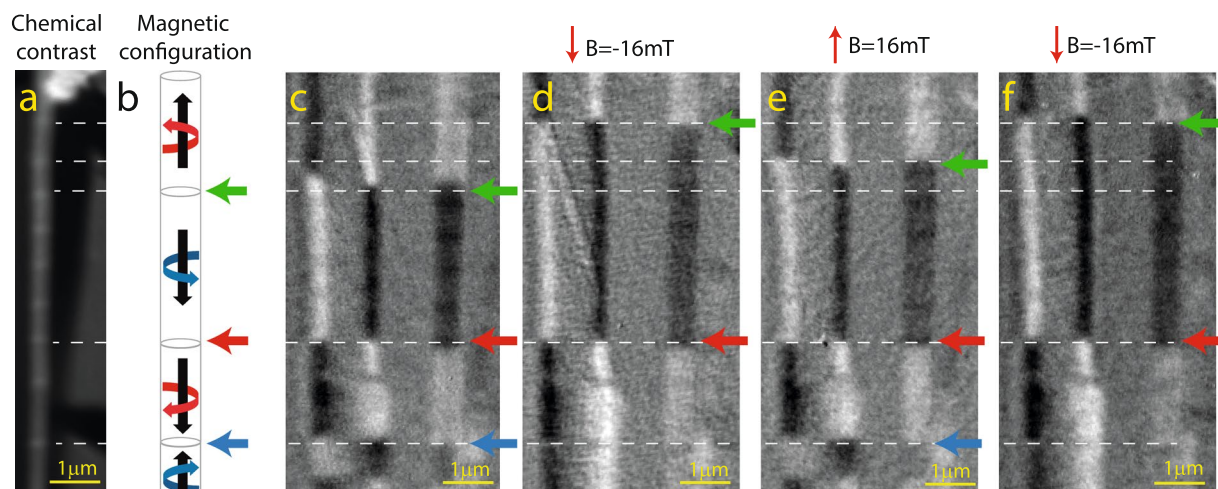 Chemical
contrast
Magnetic
configuration
B=-16mT
B=16mT
B=-16mT
a
b
c
d
e
f
1μm
1μm
1μm
1μm
1μm